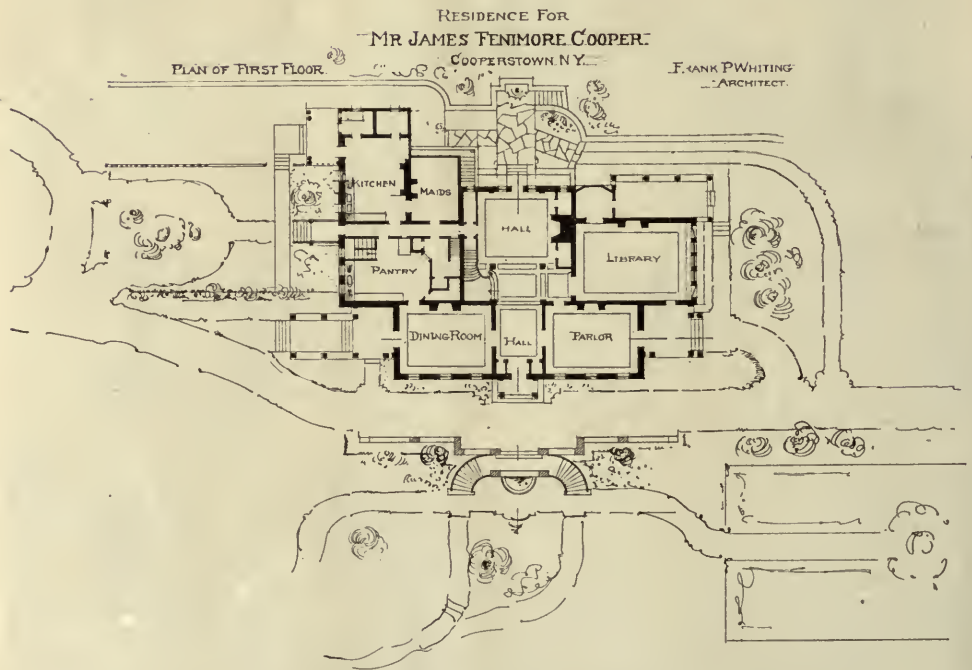 RESIDENCE FOR
MR JAMES FENIMORE COOPER
COOPERSTOWN. N.Y.
PLAN OF FIRST FLOOR
FRANK P WHITING
ARCHITECT.
KITCHEN
MAIDS
HALL
LIBRARY
PANTRY
DINING ROOM
HALL
PARLOR